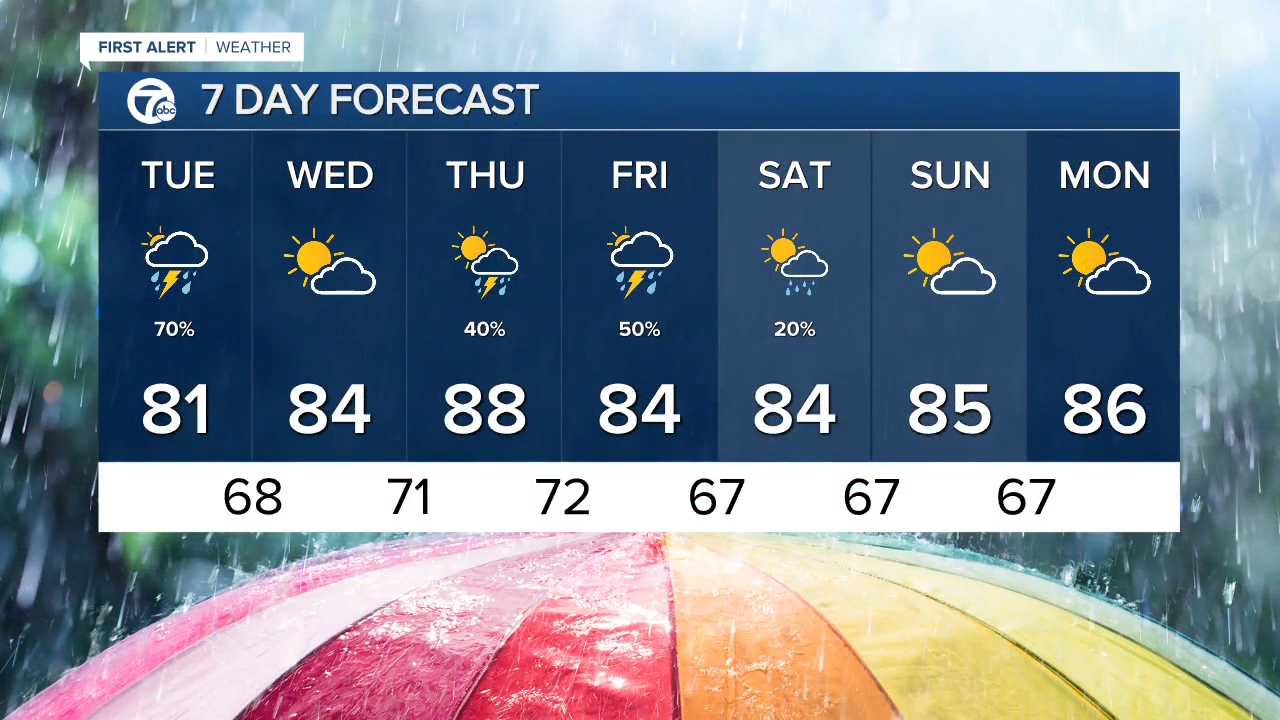 FIRST ALERT | WEATHER
7 abc 7 DAY FORECAST
TUE WED THU FRI SAT SUN MON
70% 40% 50% 20%
81 84 88 84 84 85 86
68 71 72 67 67 67